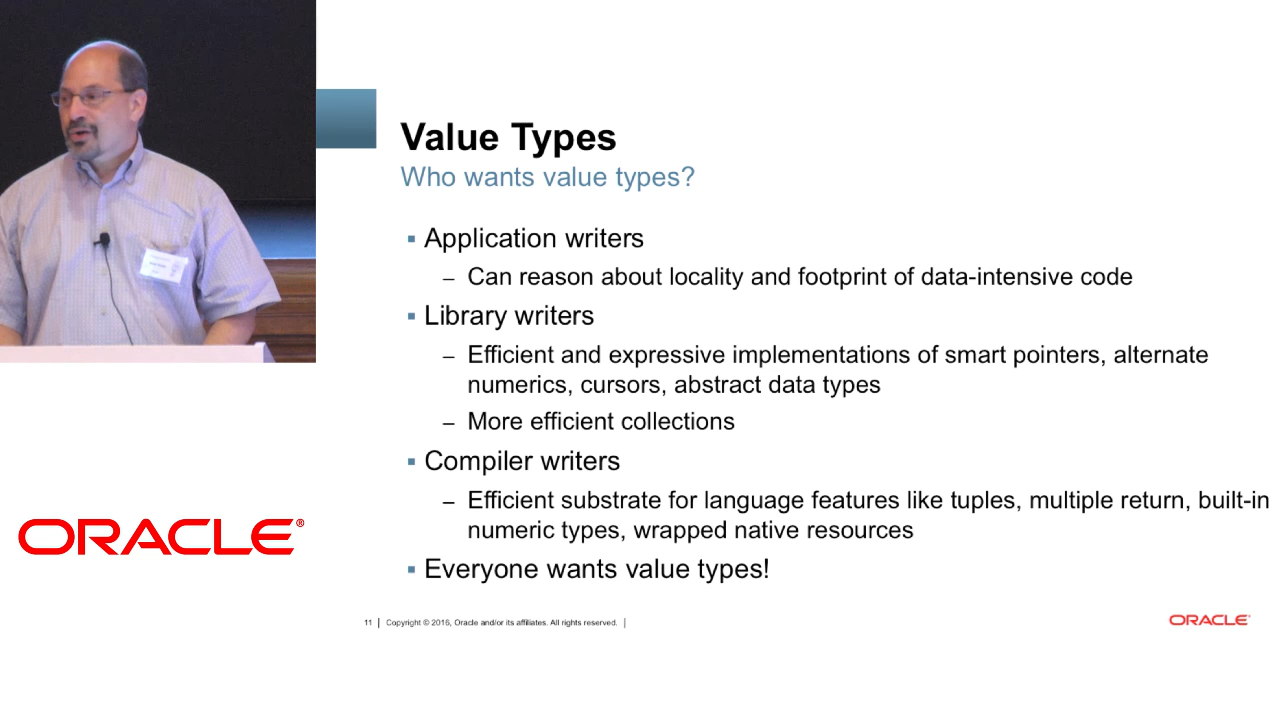 Value Types
Who wants value types?
▪ Application writers
– Can reason about locality and footprint of data-intensive code
▪ Library writers
– Efficient and expressive implementations of smart pointers, alternate
numerics, cursors, abstract data types
– More efficient collections
▪ Compiler writers
– Efficient substrate for language features like tuples, multiple return, built-in
numeric types, wrapped native resources
▪ Everyone wants value types!
ORACLE®
11 | Copyright © 2016, Oracle and/or its affiliates. All rights reserved. |
ORACLE®